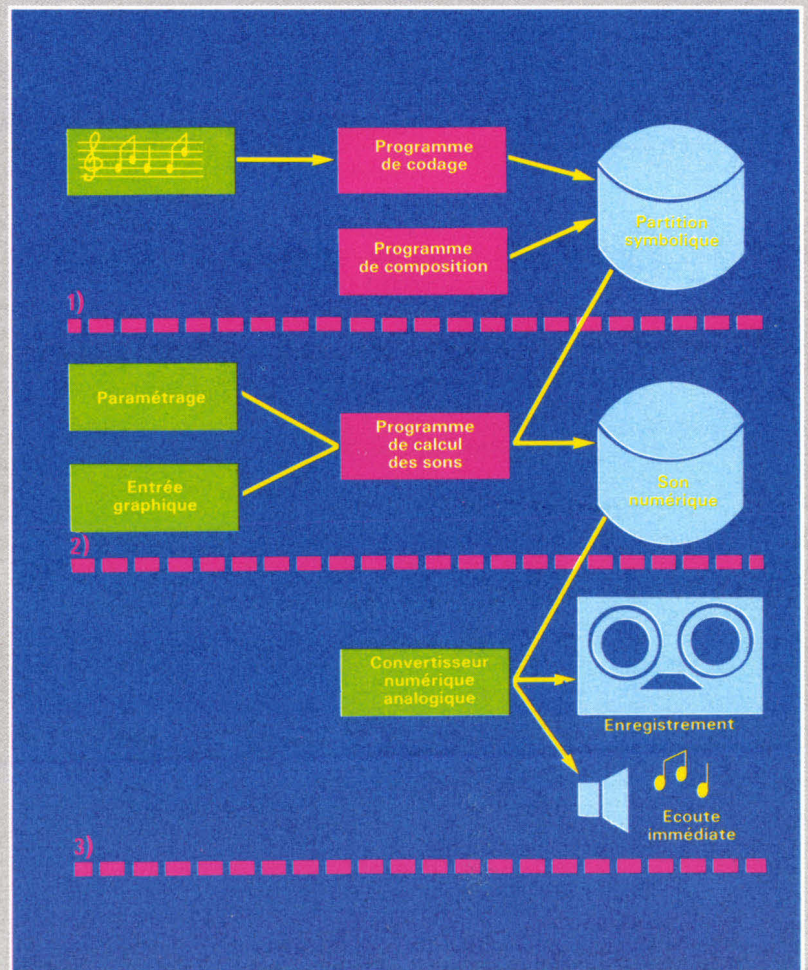 Programme
de codage
Partition
symbolique
Programme
de composition
1)
Paramétrage
Programme
de calcul
des sons
Son
numérique
Entrée
graphique
2)
Convertisseur
numérique
analogique
Enregistrement
Ecoute
immédiate
3)